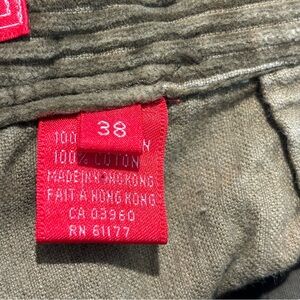 38
100
100% COTON
MADE IN HONG KONG
FAIT A HONG KONG
CA 03960
RN 61177